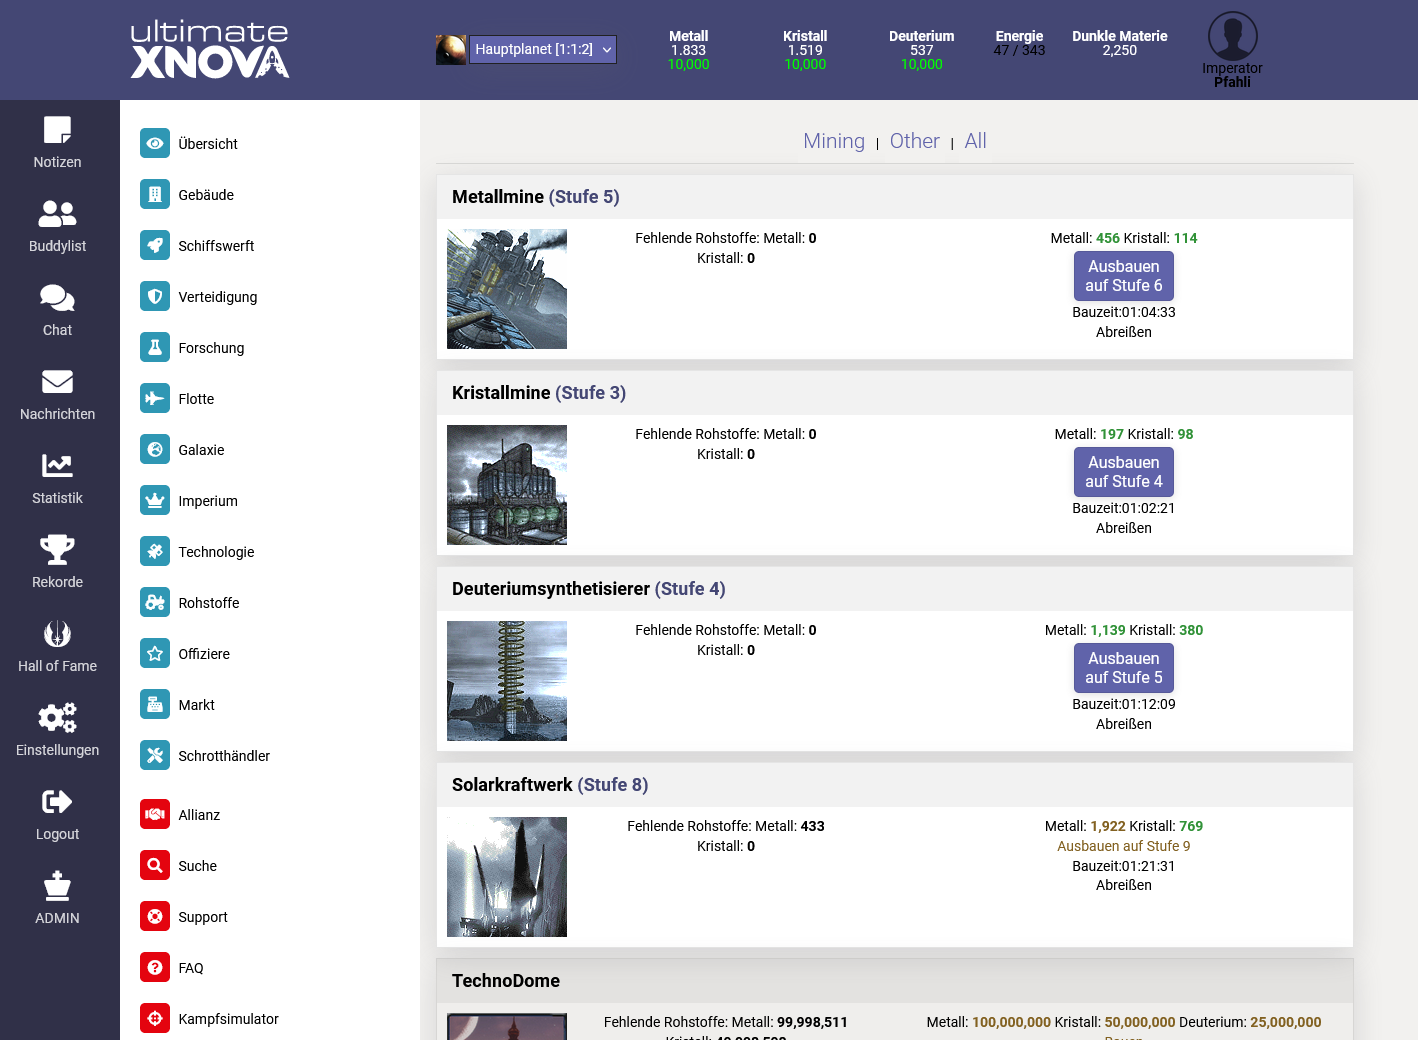 ultimate
XNOVA
Hauptplanet [1:1:2]
Metall
1.833
10,000
Kristall
1.519
10,000
Deuterium
537
10,000
Energie
47 / 343
Dunkle Materie
2,250
Imperator
Pfahli
Notizen
Buddylist
Chat
Nachrichten
Statistik
Rekorde
Hall of Fame
Einstellungen
Logout
ADMIN
Übersicht
Gebäude
Schiffswerft
Verteidigung
Forschung
Flotte
Galaxie
Imperium
Technologie
Rohstoffe
Offiziere
Markt
Schrotthändler
Allianz
Suche
Support
FAQ
Kampfsimulator
Mining | Other | All
Metallmine (Stufe 5)
Fehlende Rohstoffe: Metall: 0
Kristall: 0
Metall: 456 Kristall: 114
Ausbauen
auf Stufe 6
Bauzeit:01:04:33
Abreißen
Kristallmine (Stufe 3)
Fehlende Rohstoffe: Metall: 0
Kristall: 0
Metall: 197 Kristall: 98
Ausbauen
auf Stufe 4
Bauzeit:01:02:21
Abreißen
Deuteriumsynthetisierer (Stufe 4)
Fehlende Rohstoffe: Metall: 0
Kristall: 0
Metall: 1,139 Kristall: 380
Ausbauen
auf Stufe 5
Bauzeit:01:12:09
Abreißen
Solarkraftwerk (Stufe 8)
Fehlende Rohstoffe: Metall: 433
Kristall: 0
Metall: 1,922 Kristall: 769
Ausbauen auf Stufe 9
Bauzeit:01:21:31
Abreißen
TechnoDome
Fehlende Rohstoffe: Metall: 99,998,511
Metall: 100,000,000 Kristall: 50,000,000 Deuterium: 25,000,000